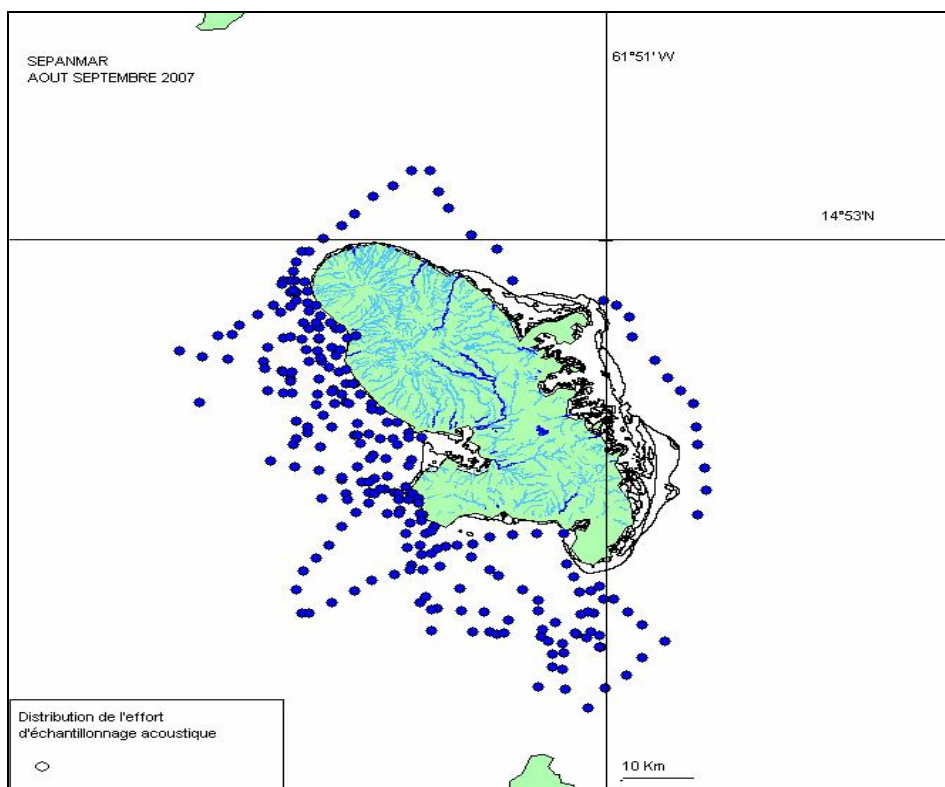 SEPANMAR
AOUT SEPTEMBRE 2007
61°51' W
14°53'N
Distribution de l'effort
d'échantillonnage acoustique
10 Km